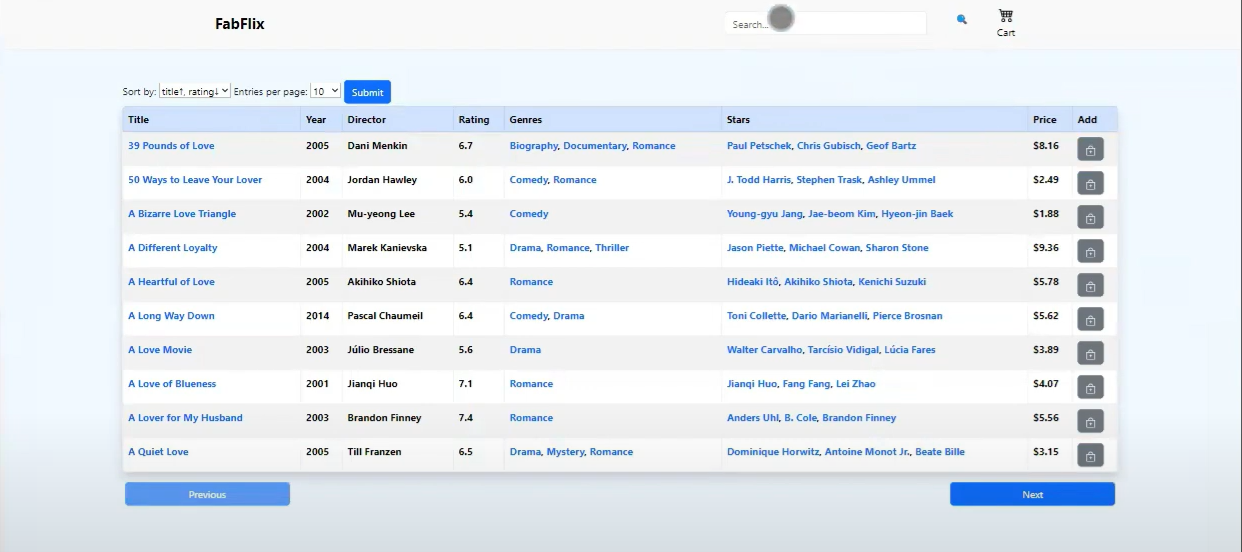 FabFlix
Search...
Cart
Sort by: title↑, rating↓ Entries per page: 10 Submit
Title Year Director Rating Genres Stars Price Add
39 Pounds of Love 2005 Dani Menkin 6.7 Biography, Documentary, Romance Paul Petschek, Chris Gubisch, Geof Bartz $8.16
50 Ways to Leave Your Lover 2004 Jordan Hawley 6.0 Comedy, Romance J. Todd Harris, Stephen Trask, Ashley Ummel $2.49
A Bizarre Love Triangle 2002 Mu-yeong Lee 5.4 Comedy Young-gyu Jang, Jae-beom Kim, Hyeon-jin Baek $1.88
A Different Loyalty 2004 Marek Kanievska 5.1 Drama, Romance, Thriller Jason Piette, Michael Cowan, Sharon Stone $9.36
A Heartful of Love 2005 Akihiko Shiota 6.4 Romance Hideaki Itô, Akihiko Shiota, Kenichi Suzuki $5.78
A Long Way Down 2014 Pascal Chaumeil 6.4 Comedy, Drama Toni Collette, Dario Marianelli, Pierce Brosnan $5.62
A Love Movie 2003 Júlio Bressane 5.6 Drama Walter Carvalho, Tarcísio Vidigal, Lúcia Fares $3.89
A Love of Blueness 2001 Jianqi Huo 7.1 Romance Jianqi Huo, Fang Fang, Lei Zhao $4.07
A Lover for My Husband 2003 Brandon Finney 7.4 Romance Anders Uhl, B. Cole, Brandon Finney $5.56
A Quiet Love 2005 Till Franzen 6.5 Drama, Mystery, Romance Dominique Horwitz, Antoine Monot Jr., Beate Bille $3.15
Previous Next